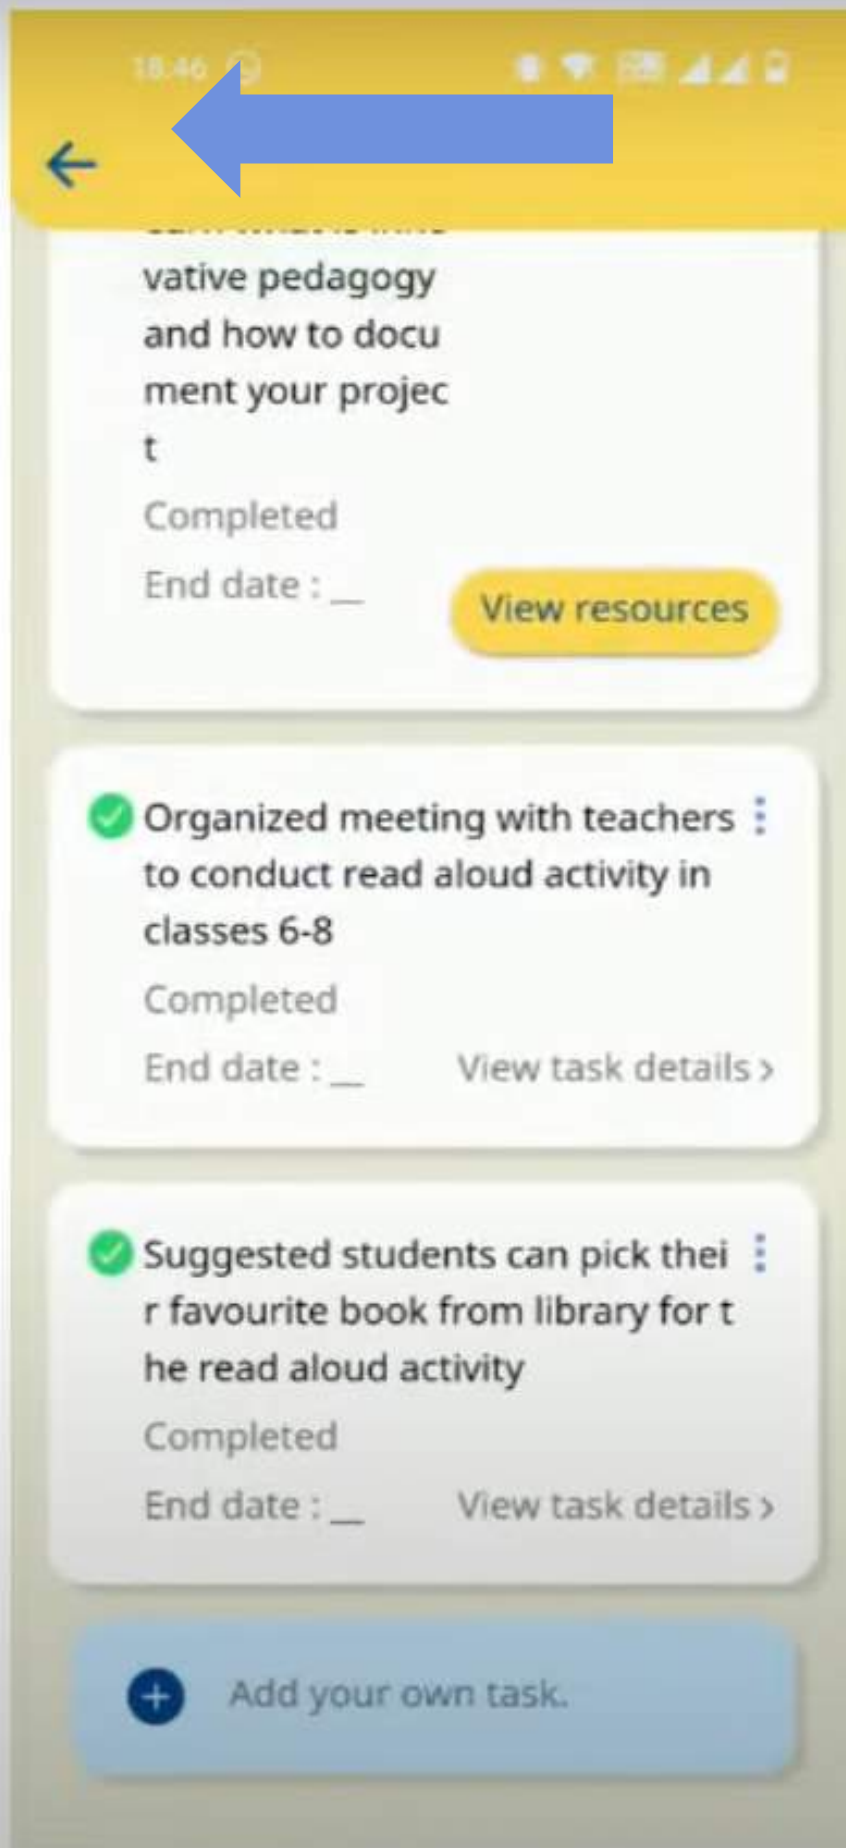 18:46
vative pedagogy
and how to docu
ment your projec
t
Completed
End date : __
View resources
Organized meeting with teachers
to conduct read aloud activity in
classes 6-8
Completed
End date : __ View task details >
Suggested students can pick thei
r favourite book from library for t
he read aloud activity
Completed
End date : __ View task details >
Add your own task.